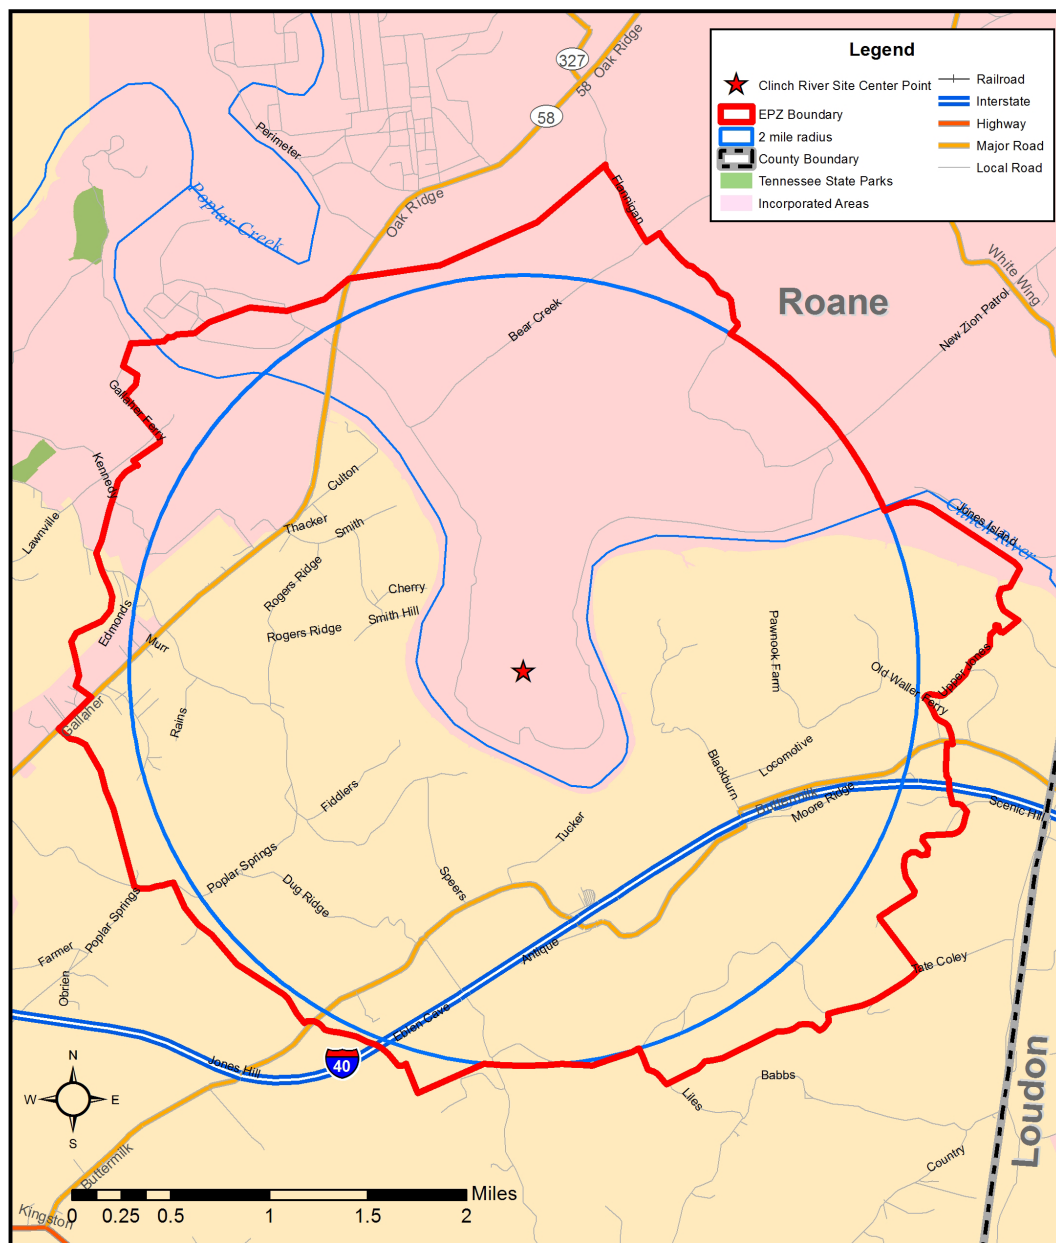 Legend
Clinch River Site Center Point
EPZ Boundary
2 mile radius
County Boundary
Tennessee State Parks
Incorporated Areas
Railroad
Interstate
Highway
Major Road
Local Road
327
58 Oak Ridge
58
Perimeter
Poplar Creek
Oak Ridge
Flannigan
White Wing
Roane
New Zion Patrol
Bear Creek
Gallaher Ferry
Kennedy
Lawnville
Culton
Thacker
Smith
Clinch River
Jones Island
Rogers Ridge
Cherry
Smith Hill
Rogers Ridge
Edmonds
Murr
Pawnook Farm
Upper Jones
Old Waller Ferry
Gallaher
Rains
Locomotive
Blackburn
Fiddlers
Buttermilk
Moore Ridge
Scenic Hill
Tucker
Poplar Springs
Dug Ridge
Speers
Poplar Springs
Farmer
Antique
Obrien
Tate Coley
Eblen Cave
Jones Hill
40
Babbs
Liles
Loudon
Country
Buttermilk
Kingston
N
W
E
S
Miles
0 0.25 0.5 1 1.5 2